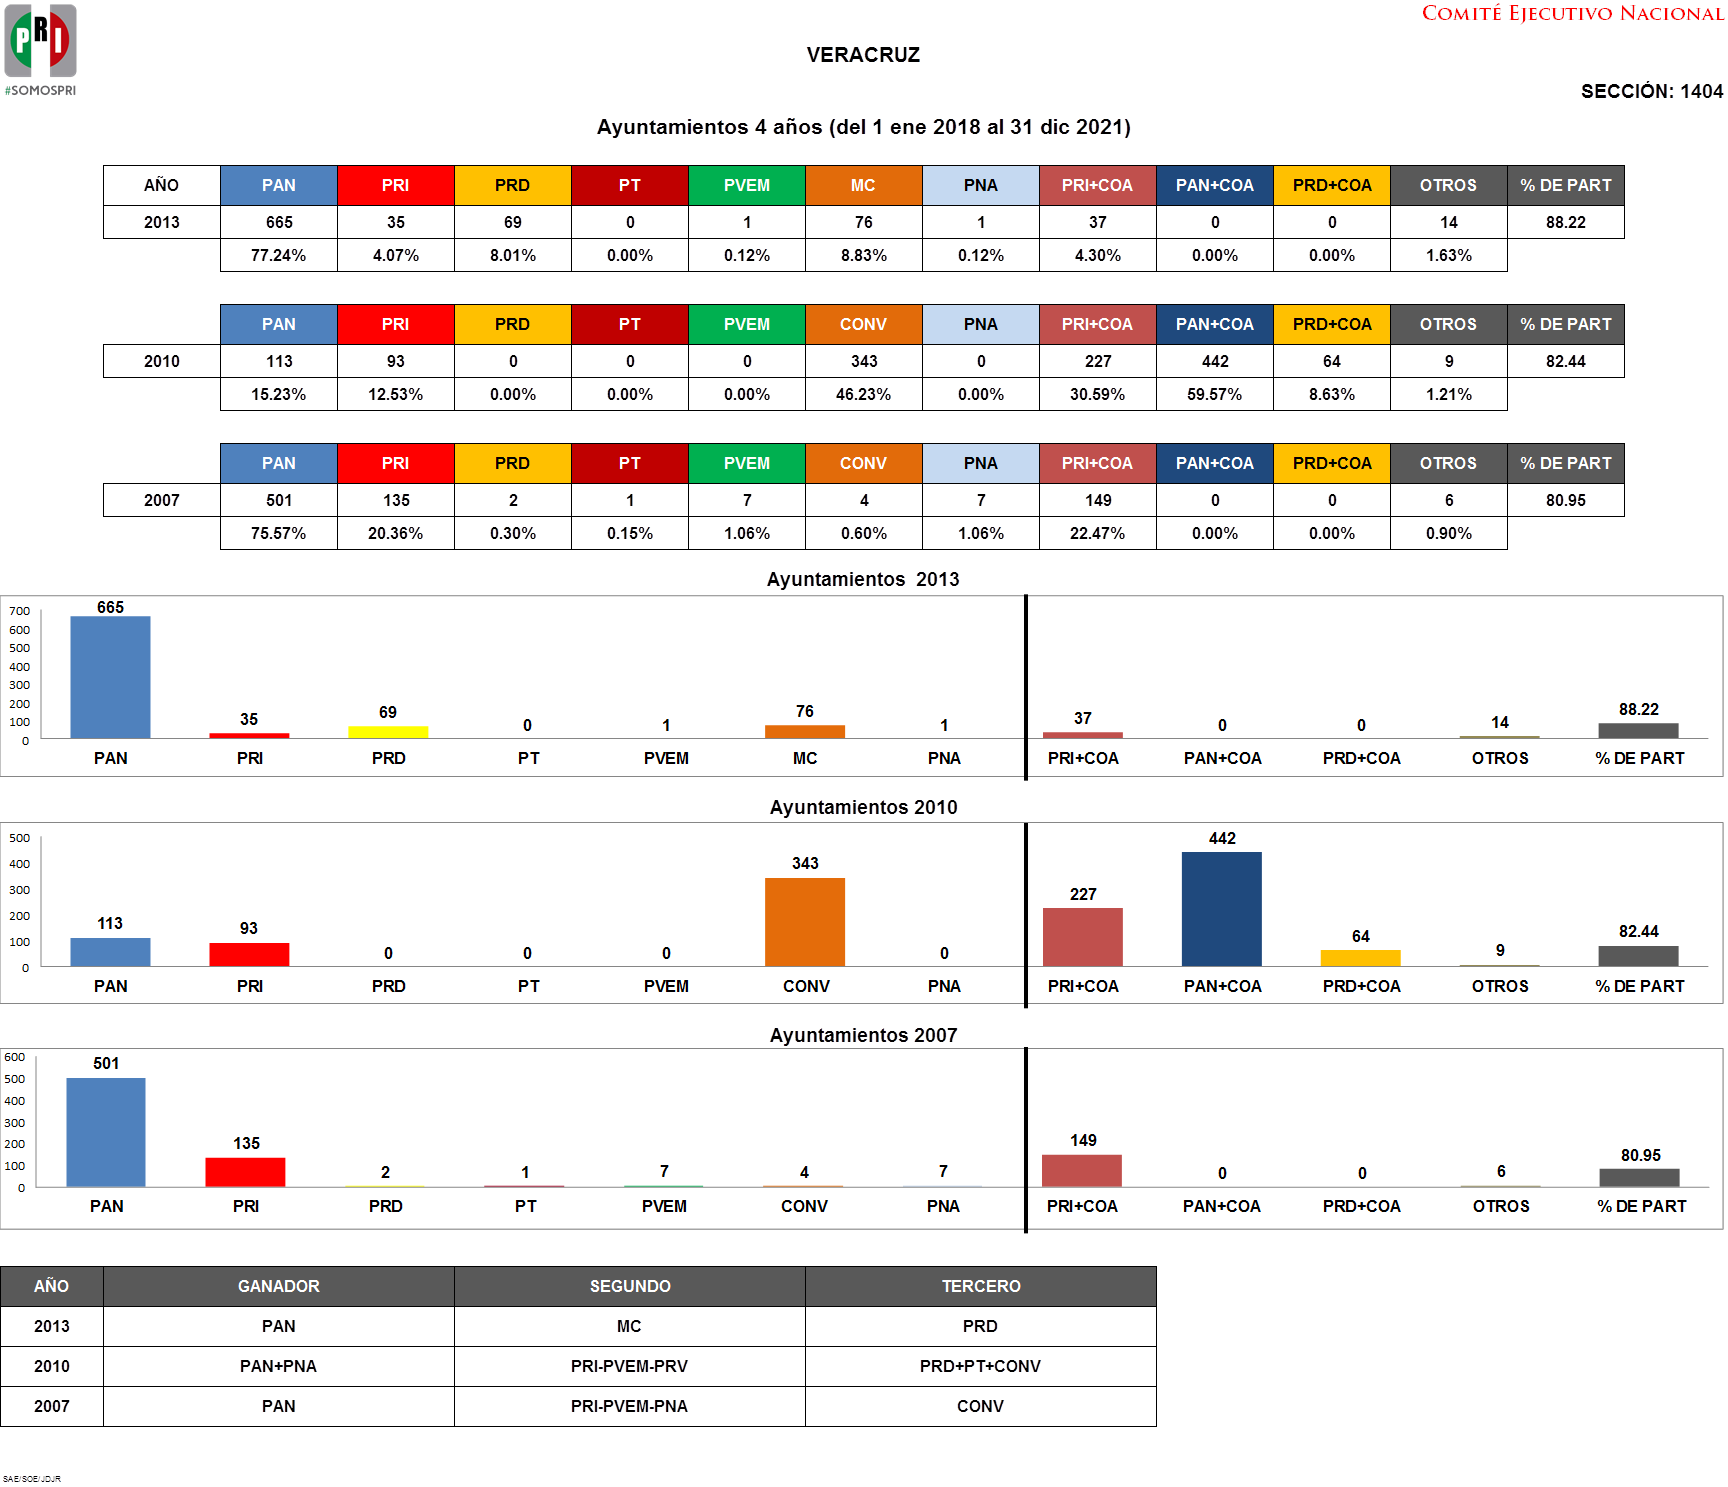 PRI
#SOMOSPRI
COMITÉ EJECUTIVO NACIONAL
VERACRUZ
SECCIÓN: 1404
Ayuntamientos 4 años (del 1 ene 2018 al 31 dic 2021)
AÑO PAN PRI PRD PT PVEM MC PNA PRI+COA PAN+COA PRD+COA OTROS % DE PART
2013 665 35 69 0 1 76 1 37 0 0 14 88.22
77.24% 4.07% 8.01% 0.00% 0.12% 8.83% 0.12% 4.30% 0.00% 0.00% 1.63%
PAN PRI PRD PT PVEM CONV PNA PRI+COA PAN+COA PRD+COA OTROS % DE PART
2010 113 93 0 0 0 343 0 227 442 64 9 82.44
15.23% 12.53% 0.00% 0.00% 0.00% 46.23% 0.00% 30.59% 59.57% 8.63% 1.21%
PAN PRI PRD PT PVEM CONV PNA PRI+COA PAN+COA PRD+COA OTROS % DE PART
2007 501 135 2 1 7 4 7 149 0 0 6 80.95
75.57% 20.36% 0.30% 0.15% 1.06% 0.60% 1.06% 22.47% 0.00% 0.00% 0.90%
Ayuntamientos 2013
700
600
500
400
300
200
100
0
665 35 69 0 1 76 1 37 0 0 14 88.22
PAN PRI PRD PT PVEM MC PNA PRI+COA PAN+COA PRD+COA OTROS % DE PART
Ayuntamientos 2010
500
400
300
200
100
0
113 93 0 0 0 343 0 227 442 64 9 82.44
PAN PRI PRD PT PVEM CONV PNA PRI+COA PAN+COA PRD+COA OTROS % DE PART
Ayuntamientos 2007
600
500
400
300
200
100
0
501 135 2 1 7 4 7 149 0 0 6 80.95
PAN PRI PRD PT PVEM CONV PNA PRI+COA PAN+COA PRD+COA OTROS % DE PART
AÑO GANADOR SEGUNDO TERCERO
2013 PAN MC PRD
2010 PAN+PNA PRI-PVEM-PRV PRD+PT+CONV
2007 PAN PRI-PVEM-PNA CONV
SAE/SOE/JDJR